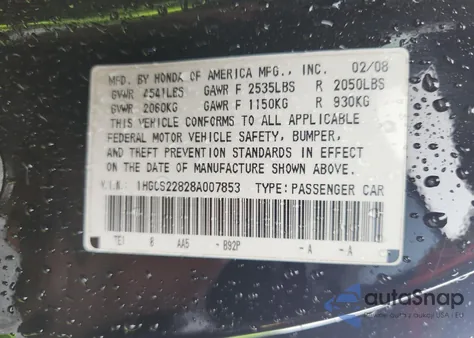 MFD. BY HONDA OF AMERICA MFG., INC. 02/08
GVWR 4541LBS GAWR F 2535LBS R 2050LBS
GVWR 2060KG GAWR F 1150KG R 930KG
THIS VEHICLE CONFORMS TO ALL APPLICABLE
FEDERAL MOTOR VEHICLE SAFETY, BUMPER,
AND THEFT PREVENTION STANDARDS IN EFFECT
ON THE DATE OF MANUFACTURE SHOWN ABOVE.
V.I.N.: 1HGCS22828A007853 TYPE: PASSENGER CAR
TE1 0 AA5 - B92P - A - A C
autoSnap